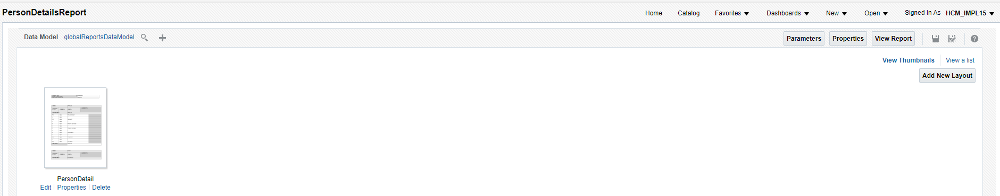 PersonDetailsReport
Home Catalog Favorites Dashboards New Open Signed In As HCM_IMPL15
Data Model globalReportsDataModel Parameters Properties View Report
View Thumbnails View a list
Add New Layout
PersonDetail
Edit Properties Delete